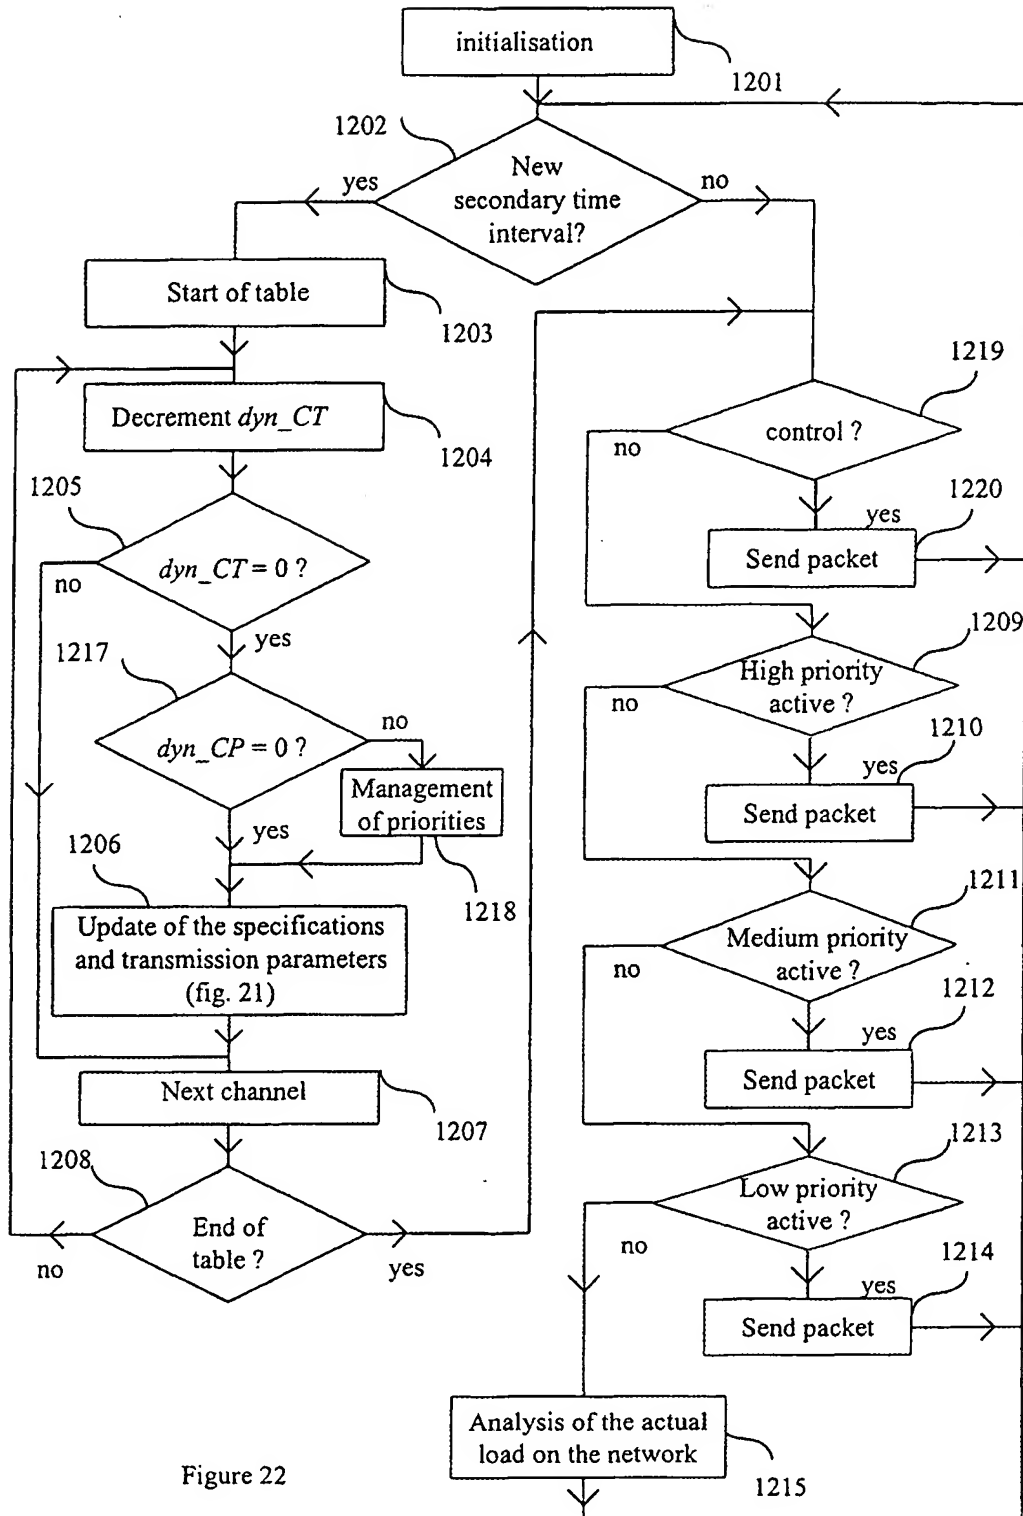 initialisation
1201
1202
New
secondary time
interval?
yes
no
Start of table
1203
Decrement dyn_CT
1204
1205
dyn_CT = 0 ?
no
yes
1217
dyn_CP = 0 ?
no
yes
Management
of priorities
1218
1206
Update of the specifications
and transmission parameters
(fig. 21)
Next channel
1207
1208
End of
table ?
no
yes
1219
control ?
no
yes
1220
Send packet
1209
High priority
active ?
no
yes
1210
Send packet
1211
Medium priority
active ?
no
yes
1212
Send packet
1213
Low priority
active ?
no
yes
1214
Send packet
Analysis of the actual
load on the network
1215
Figure 22